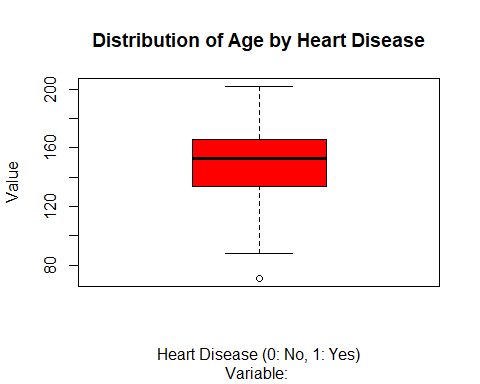 Distribution of Age by Heart Disease
200
160
120
80
Value
Heart Disease (0: No, 1: Yes)
Variable: